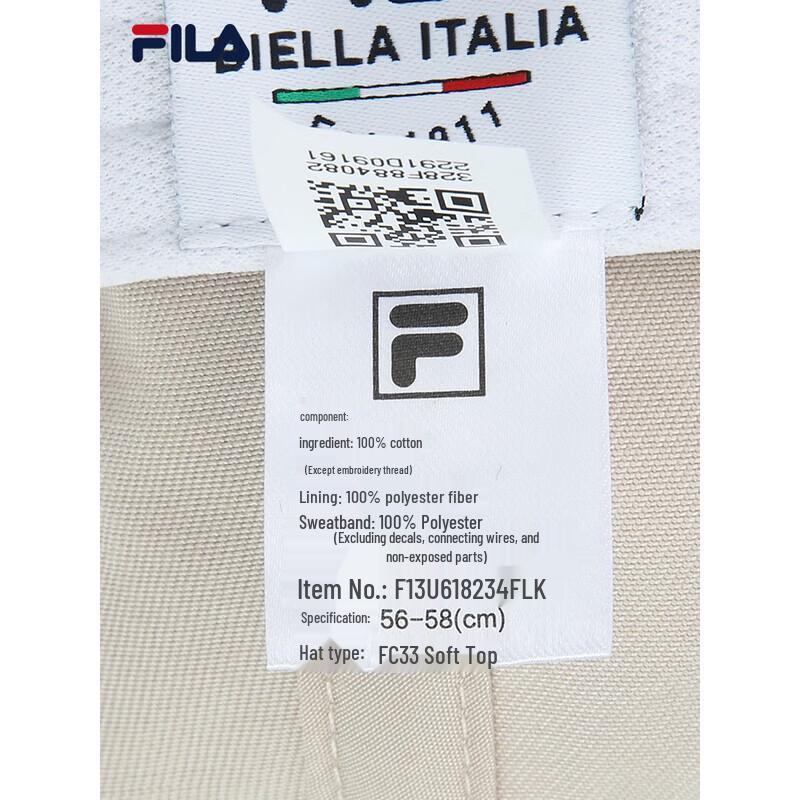 FILA
BIELLA ITALIA
1911
2291D09161
328F884082
F
component:
ingredient: 100% cotton
(Except embroidery thread)
Lining: 100% polyester fiber
Sweatband: 100% Polyester
(Excluding decals, connecting wires, and
non-exposed parts)
Item No.: F13U618234FLK
Specification: 56-58(cm)
Hat type: FC33 Soft Top